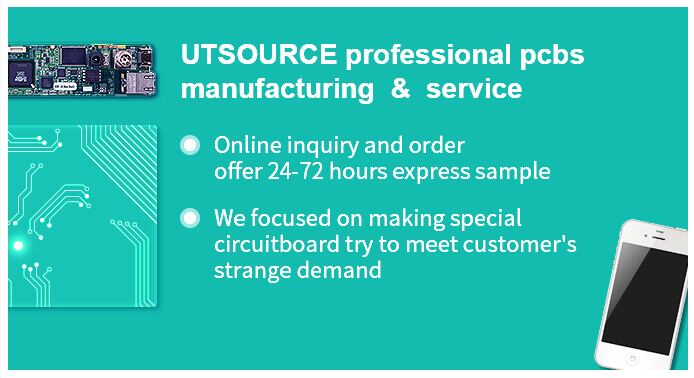 UTSOURCE professional pcbs
manufacturing & service
Online inquiry and order
offer 24-72 hours express sample
We focused on making special
circuitboard try to meet customer's
strange demand